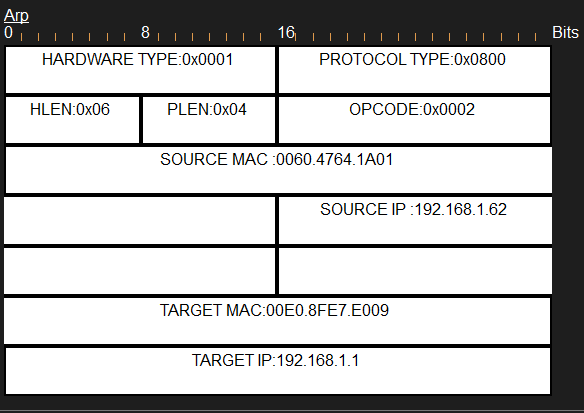 Arp
0 8 16 Bits
HARDWARE TYPE:0x0001 PROTOCOL TYPE:0x0800
HLEN:0x06 PLEN:0x04 OPCODE:0x0002
SOURCE MAC :0060.4764.1A01
SOURCE IP :192.168.1.62
TARGET MAC:00E0.8FE7.E009
TARGET IP:192.168.1.1